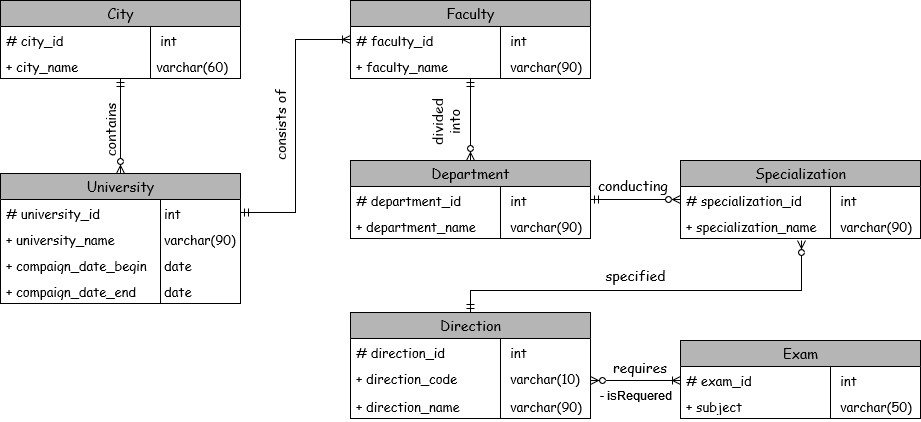 City
# city_id int
+ city_name varchar(60)
contains
University
# university_id int
+ university_name varchar(90)
+ compaign_date_begin date
+ compaign_date_end date
consists of
Faculty
# faculty_id int
+ faculty_name varchar(90)
divided
into
Department
# department_id int
+ department_name varchar(90)
conducting
Specialization
# specialization_id int
+ specialization_name varchar(90)
specified
Direction
# direction_id int
+ direction_code varchar(10)
+ direction_name varchar(90)
requires
- isRequered
Exam
# exam_id int
+ subject varchar(50)